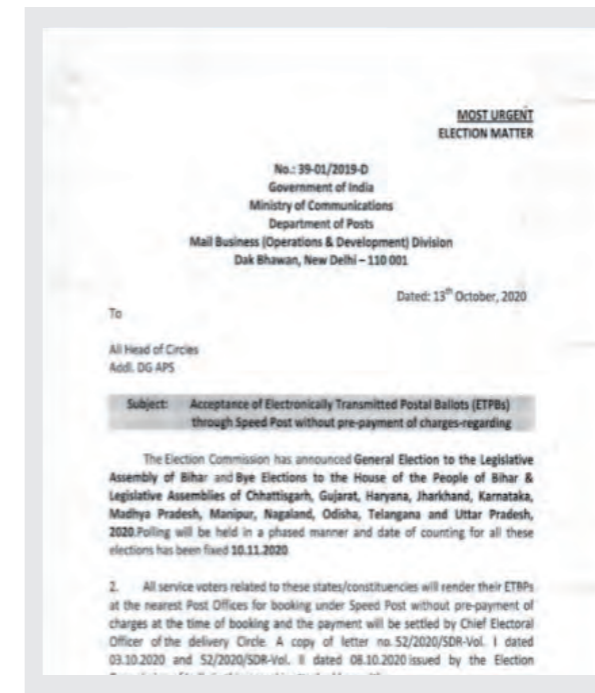 MOST URGENT
ELECTION MATTER
No.: 39-01/2019-D
Government of India
Ministry of Communications
Department of Posts
Mail Business (Operations & Development) Division
Dak Bhawan, New Delhi – 110 001
Dated: 13th October, 2020
To
All Head of Circles
Addl. DG APS
Subject: Acceptance of Electronically Transmitted Postal Ballots (ETPBs)
through Speed Post without pre-payment of charges-regarding
The Election Commission has announced General Election to the Legislative
Assembly of Bihar and Bye Elections to the House of the People of Bihar &
Legislative Assemblies of Chhattisgarh, Gujarat, Haryana, Jharkhand, Karnataka,
Madhya Pradesh, Manipur, Nagaland, Odisha, Telangana and Uttar Pradesh,
2020.Polling will be held in a phased manner and date of counting for all these
elections has been fixed 10.11.2020.
2. All service voters related to these states/constituencies will render their ETBPs
at the nearest Post Offices for booking under Speed Post without pre-payment of
charges at the time of booking and the payment will be settled by Chief Electoral
Officer of the delivery Circle. A copy of letter no. 52/2020/SDR-Vol. I dated
03.10.2020 and 52/2020/SDR-Vol. II dated 08.10.2020 issued by the Election